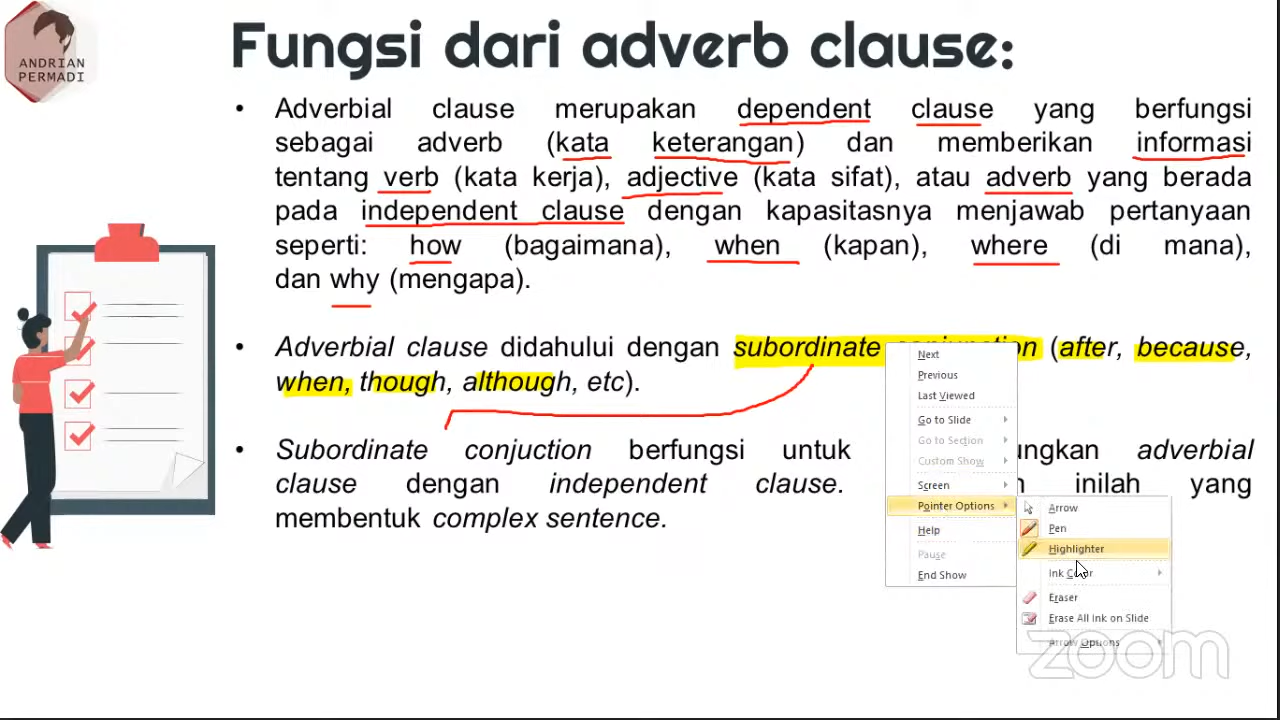 ANDRIAN
PERMADI
Fungsi dari adverb clause:
• Adverbial clause merupakan dependent clause yang berfungsi
sebagai adverb (kata keterangan) dan memberikan informasi
tentang verb (kata kerja), adjective (kata sifat), atau adverb yang berada
pada independent clause dengan kapasitasnya menjawab pertanyaan
seperti: how (bagaimana), when (kapan), where (di mana),
dan why (mengapa).
• Adverbial clause didahului dengan subordinate (after, because,
when, though, although, etc).
• Subordinate conjuction berfungsi untuk adverbial
clause dengan independent clause. inilah yang
membentuk complex sentence.
Next
Previous
Last Viewed
Go to Slide
Go to Section
Custom Show
Screen
Pointer Options
Help
Pause
End Show
Arrow
Pen
Highlighter
Ink
Eraser
Erase All Ink on Slide
Arrow Options
zoom